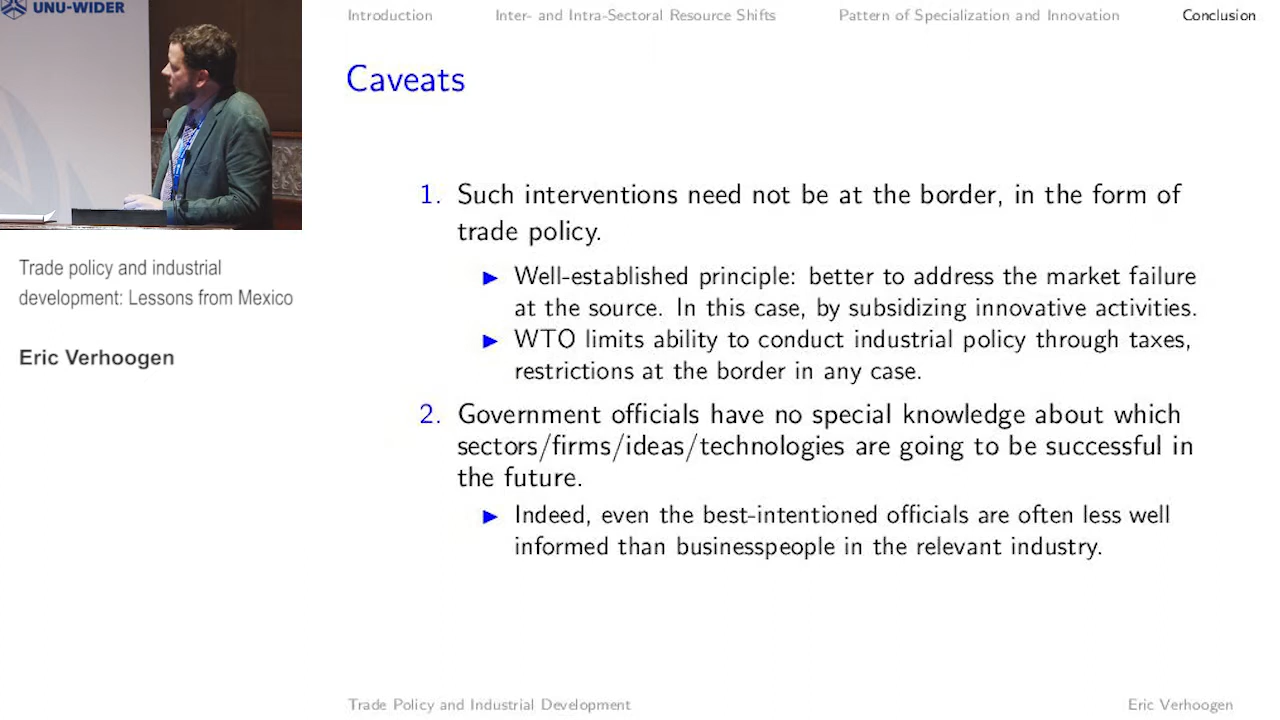 UNU-WIDER
Introduction
Inter- and Intra-Sectoral Resource Shifts
Pattern of Specialization and Innovation
Conclusion
Caveats
1. Such interventions need not be at the border, in the form of
trade policy.
▶ Well-established principle: better to address the market failure
at the source. In this case, by subsidizing innovative activities.
▶ WTO limits ability to conduct industrial policy through taxes,
restrictions at the border in any case.
2. Government officials have no special knowledge about which
sectors/firms/ideas/technologies are going to be successful in
the future.
▶ Indeed, even the best-intentioned officials are often less well
informed than businesspeople in the relevant industry.
Trade policy and industrial
development: Lessons from Mexico
Eric Verhoogen
Trade Policy and Industrial Development
Eric Verhoogen